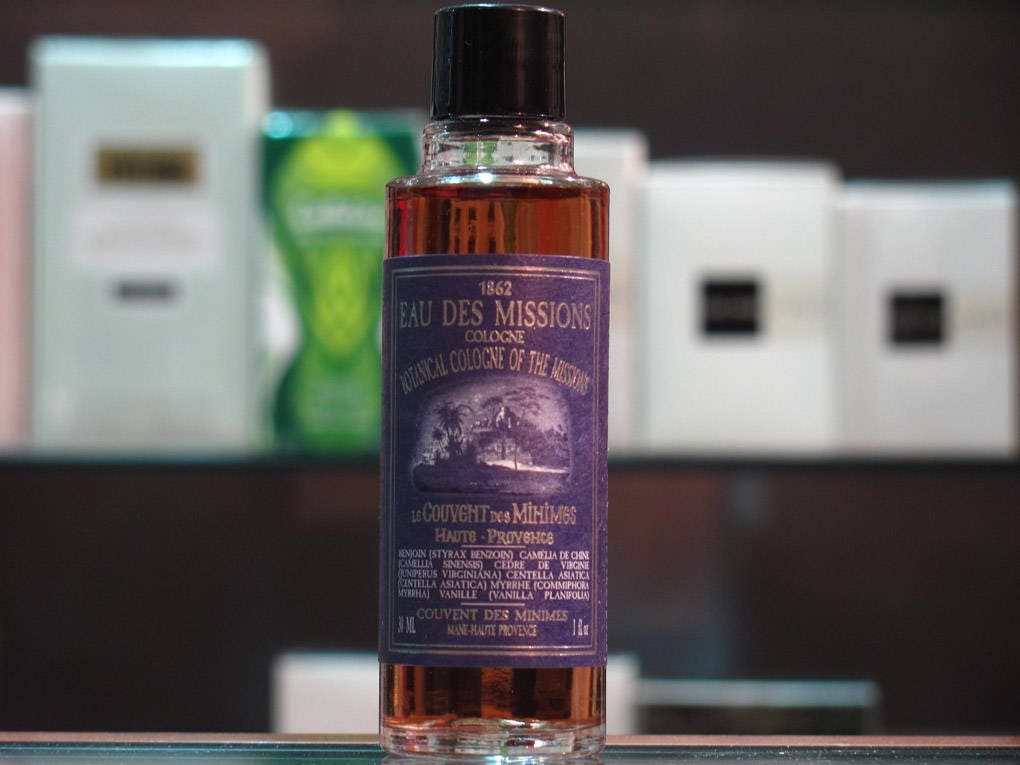 1862
EAU DES MISSIONS
COLOGNE
BOTANICAL COLOGNE OF THE MISSIONS
LE COUVENT DES MINIMES
HAUTE - PROVENCE
BENJOIN (STYRAX BENZOIN) CAMÉLIA DE CHINE
(CAMELLIA SINENSIS) CEDRE DE VIRGINIE
(JUNIPERUS VIRGINIANA) CENTELLA ASIATICA
(CENTELLA ASIATICA) MYRRHE (COMMIPHORA
MYRRHA) VANILLE (VANILLA PLANIFOLIA)
COUVENT DES MINIMES
30 ML MANE-HAUTE PROVENCE 1 fl oz